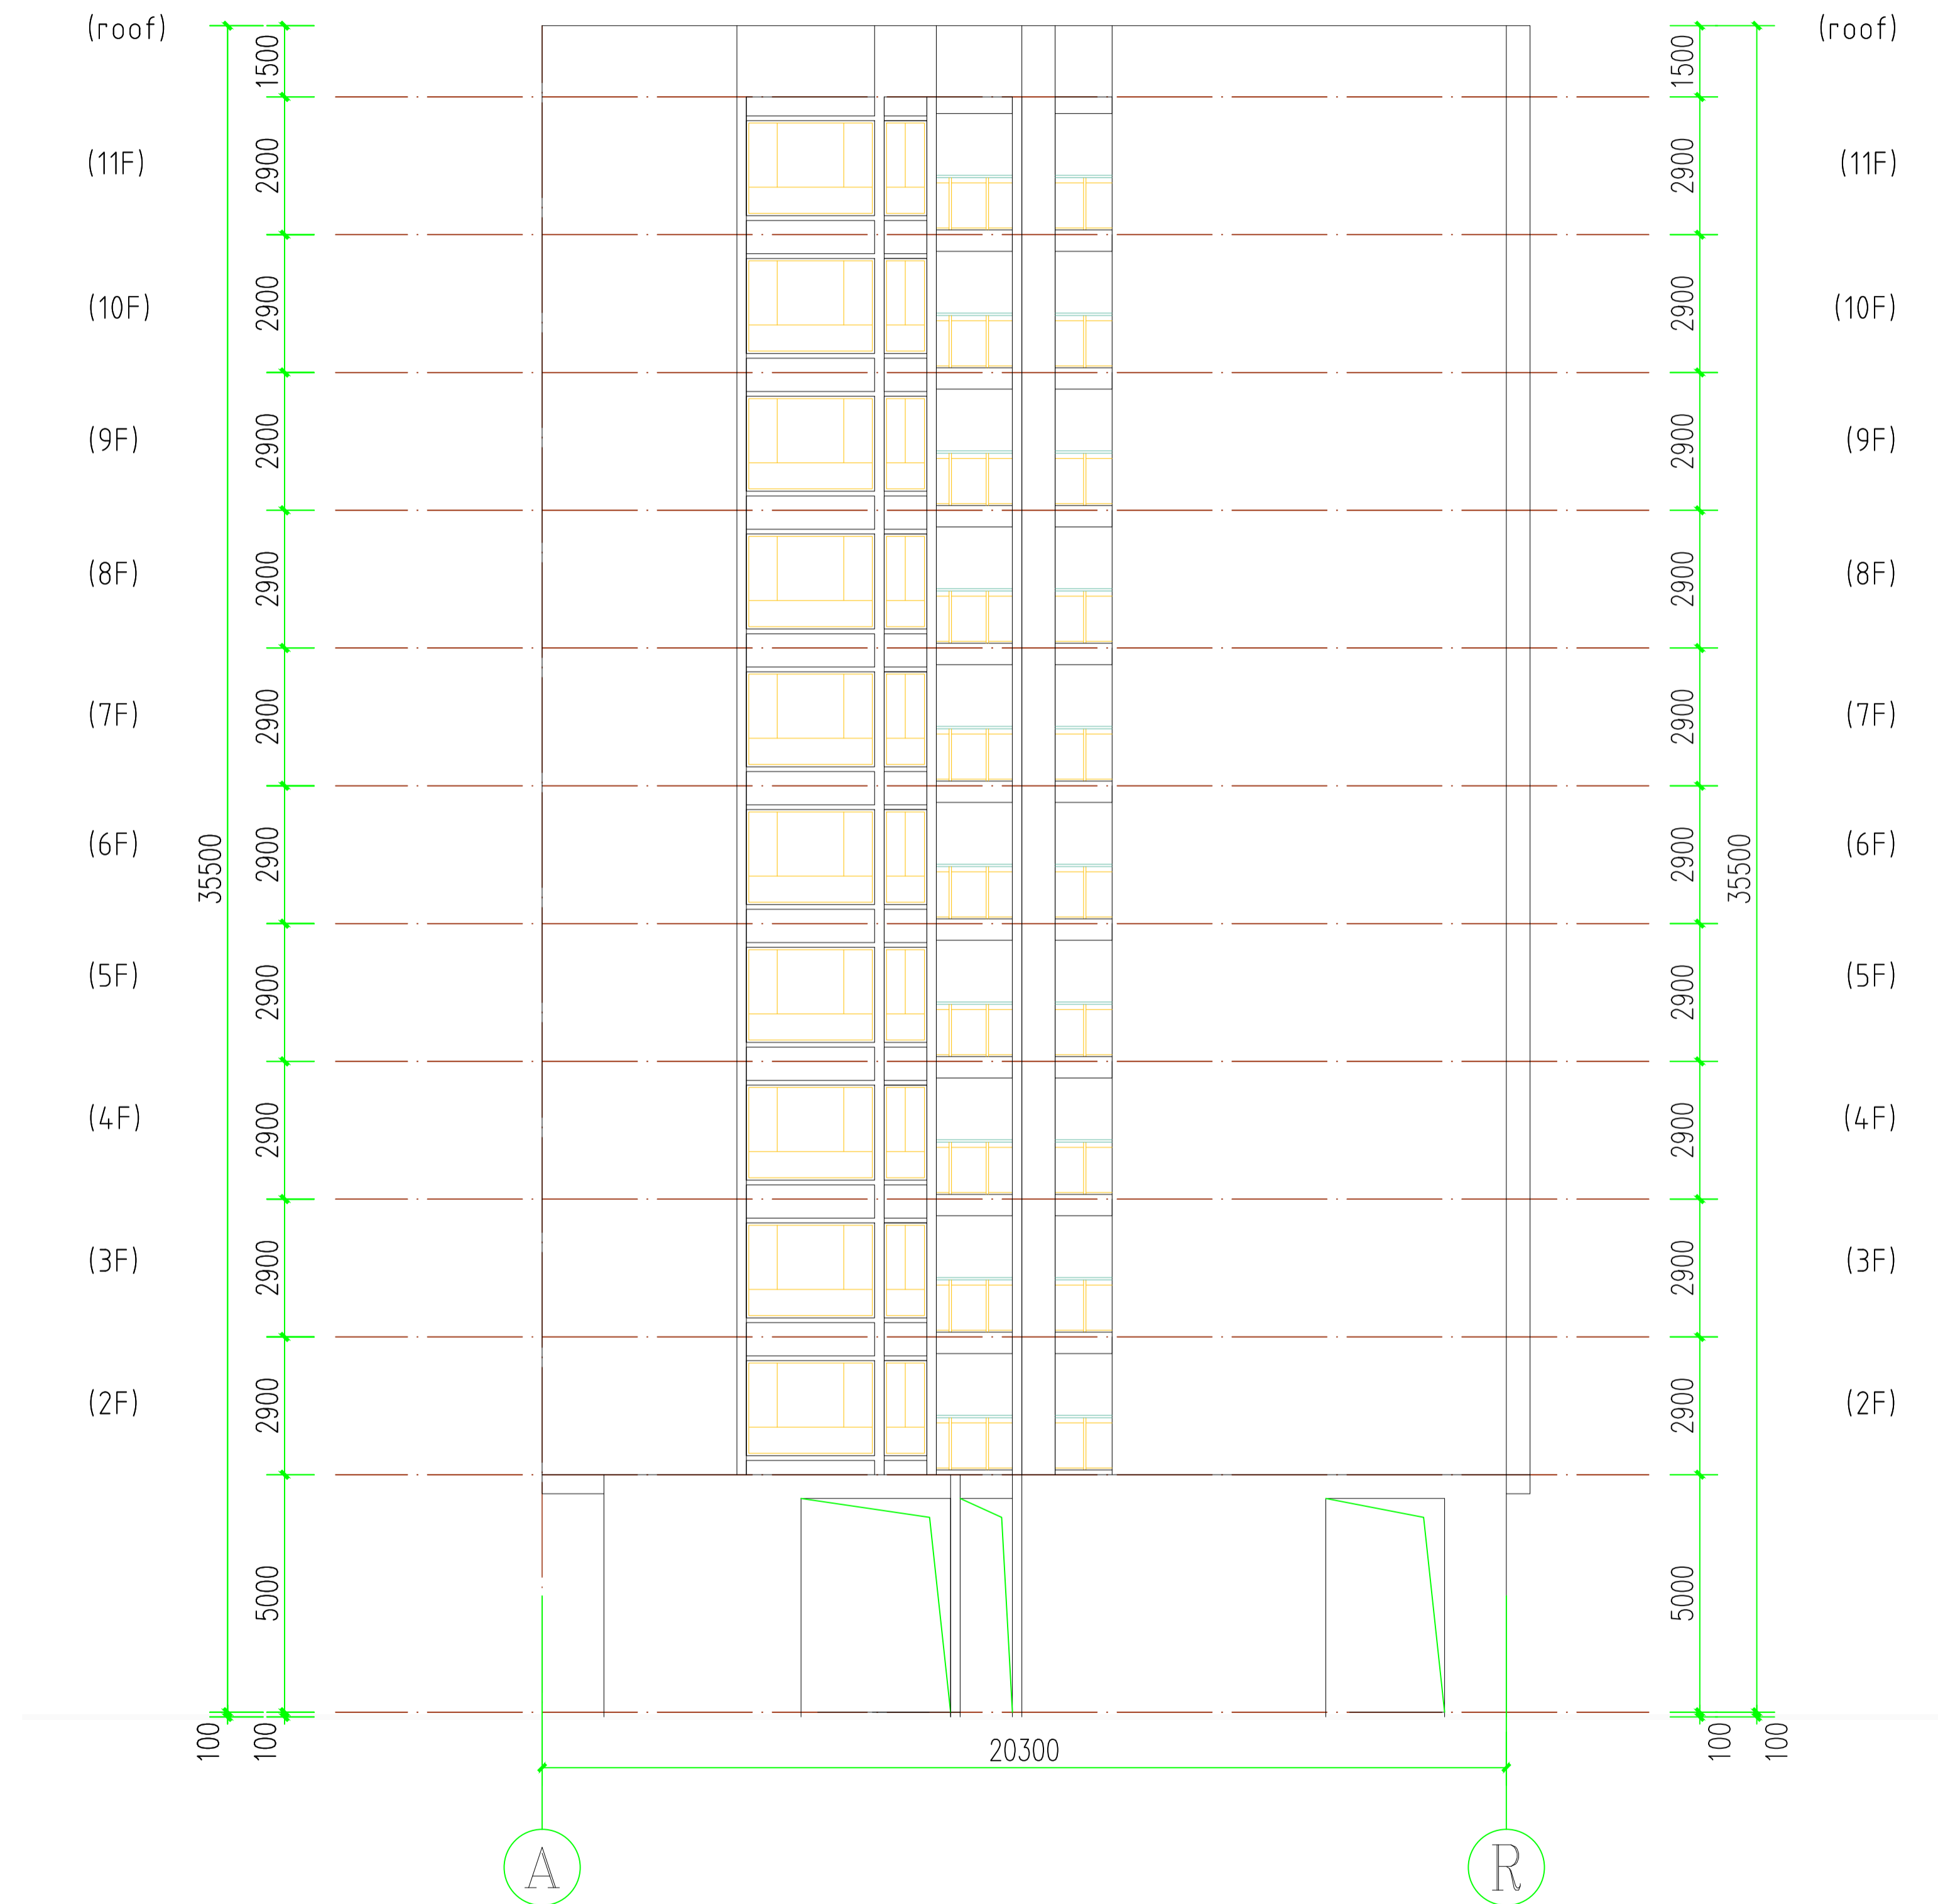 (roof) 1500 1500 (roof)
(11F) 2900 2900 (11F)
(10F) 2900 2900 (10F)
(9F) 2900 2900 (9F)
(8F) 2900 2900 (8F)
(7F) 2900 2900 (7F)
(6F) 35500 2900 2900 35500 (6F)
(5F) 2900 2900 (5F)
(4F) 2900 2900 (4F)
(3F) 2900 2900 (3F)
(2F) 2900 2900 (2F)
5000 5000
100 100 20300 100 100
A R